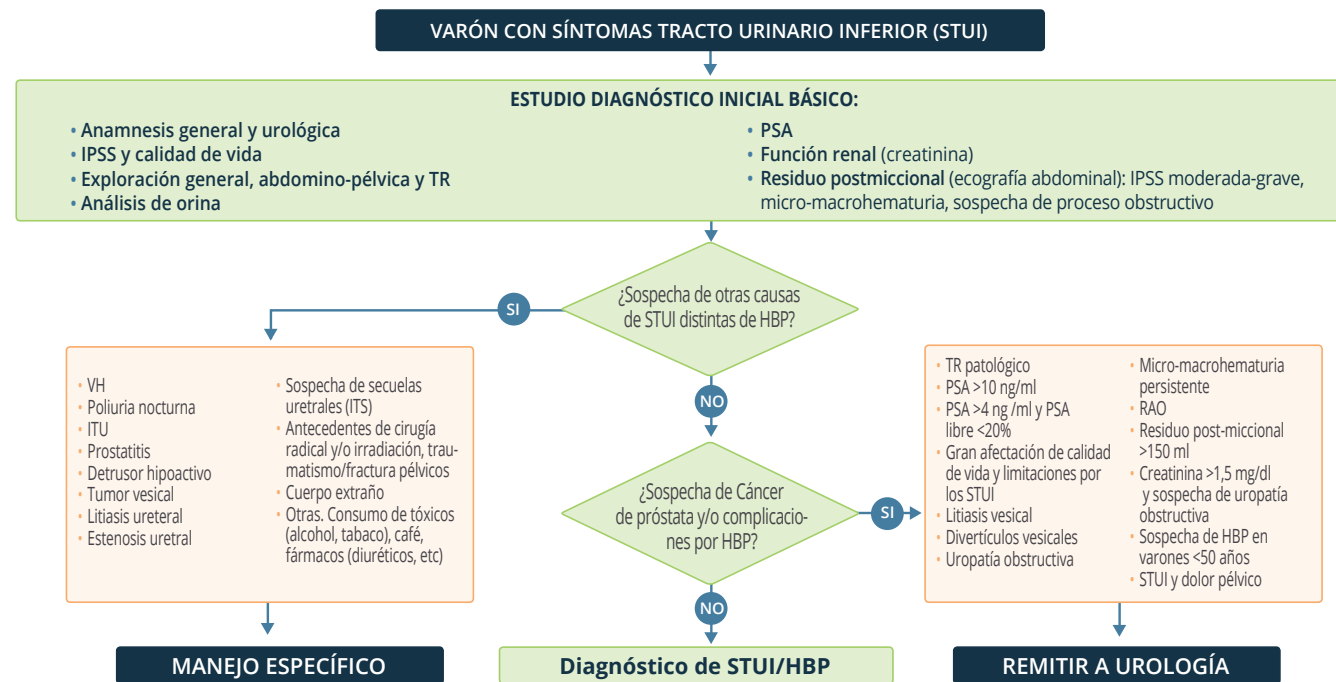 VARÓN CON SÍNTOMAS TRACTO URINARIO INFERIOR (STUI)
ESTUDIO DIAGNÓSTICO INICIAL BÁSICO:
• Anamnesis general y urológica
• IPSS y calidad de vida
• Exploración general, abdomino-pélvica y TR
• Análisis de orina
• PSA
• Función renal (creatinina)
• Residuo postmiccional (ecografía abdominal): IPSS moderada-grave,
micro-macrohematuria, sospecha de proceso obstructivo
¿Sospecha de otras causas
de STUI distintas de HBP?
SI
• VH
• Poliuria nocturna
• ITU
• Prostatitis
• Detrusor hipoactivo
• Tumor vesical
• Litiasis ureteral
• Estenosis uretral
• Sospecha de secuelas
uretrales (ITS)
• Antecedentes de cirugía
radical y/o irradiación, trau-
matismo/fractura pélvicos
• Cuerpo extraño
• Otras. Consumo de tóxicos
(alcohol, tabaco), café,
fármacos (diuréticos, etc)
MANEJO ESPECÍFICO
NO
¿Sospecha de Cáncer
de próstata y/o complicacio-
nes por HBP?
SI
• TR patológico
• PSA >10 ng/ml
• PSA >4 ng /ml y PSA
libre <20%
• Gran afectación de calidad
de vida y limitaciones por
los STUI
• Litiasis vesical
• Divertículos vesicales
• Uropatía obstructiva
• Micro-macrohematuria
persistente
• RAO
• Residuo post-miccional
>150 ml
• Creatinina >1,5 mg/dl
y sospecha de uropatía
obstructiva
• Sospecha de HBP en
varones <50 años
• STUI y dolor pélvico
REMITIR A UROLOGÍA
NO
Diagnóstico de STUI/HBP